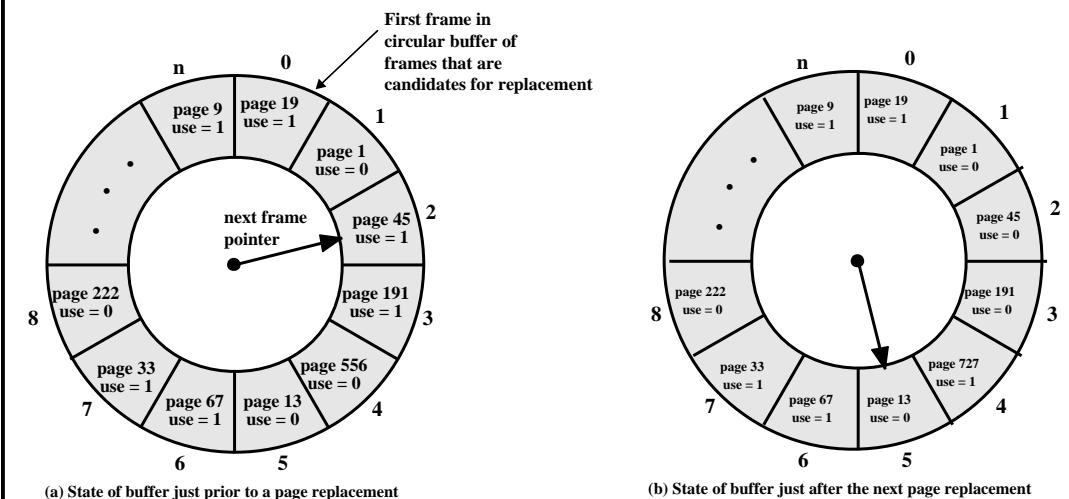 First frame in
circular buffer of
frames that are
candidates for replacement
n
0
page 9
use = 1
page 19
use = 1
1
page 1
use = 0
2
page 45
use = 1
next frame
pointer
page 191
use = 1
3
page 556
use = 0
4
page 13
use = 0
5
page 67
use = 1
6
page 33
use = 1
7
page 222
use = 0
8
(a) State of buffer just prior to a page replacement
n
0
page 9
use = 1
page 19
use = 1
1
page 1
use = 0
2
page 45
use = 0
page 191
use = 0
3
page 727
use = 1
4
page 13
use = 0
5
page 67
use = 1
6
page 33
use = 1
7
page 222
use = 0
8
(b) State of buffer just after the next page replacement